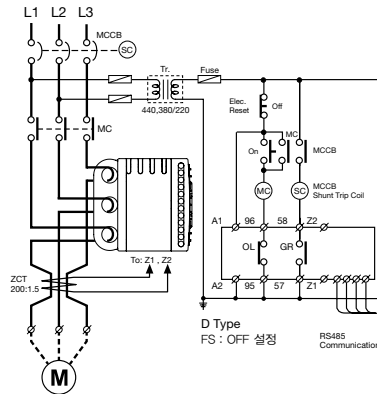 L1 L2 L3
MCCB
SC
Tr.
Fuse
440,380/220
Elec.
Reset
Off
MC
On
MC
MCCB
MC
SC
MCCB
Shunt Trip Coil
A1 96 58 Z2
OL
GR
A2 95 57 Z1
To: Z1 , Z2
ZCT
200:1.5
D Type
FS : OFF 설정
RS485
Communication
M